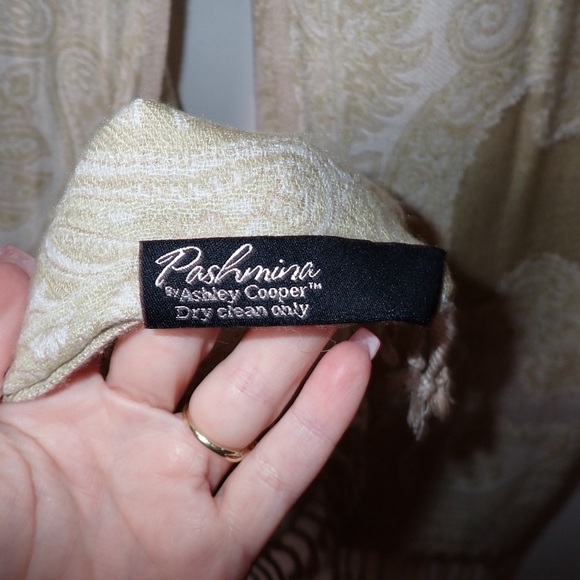 Pashmina
BY Ashley Cooper™
Dry clean only